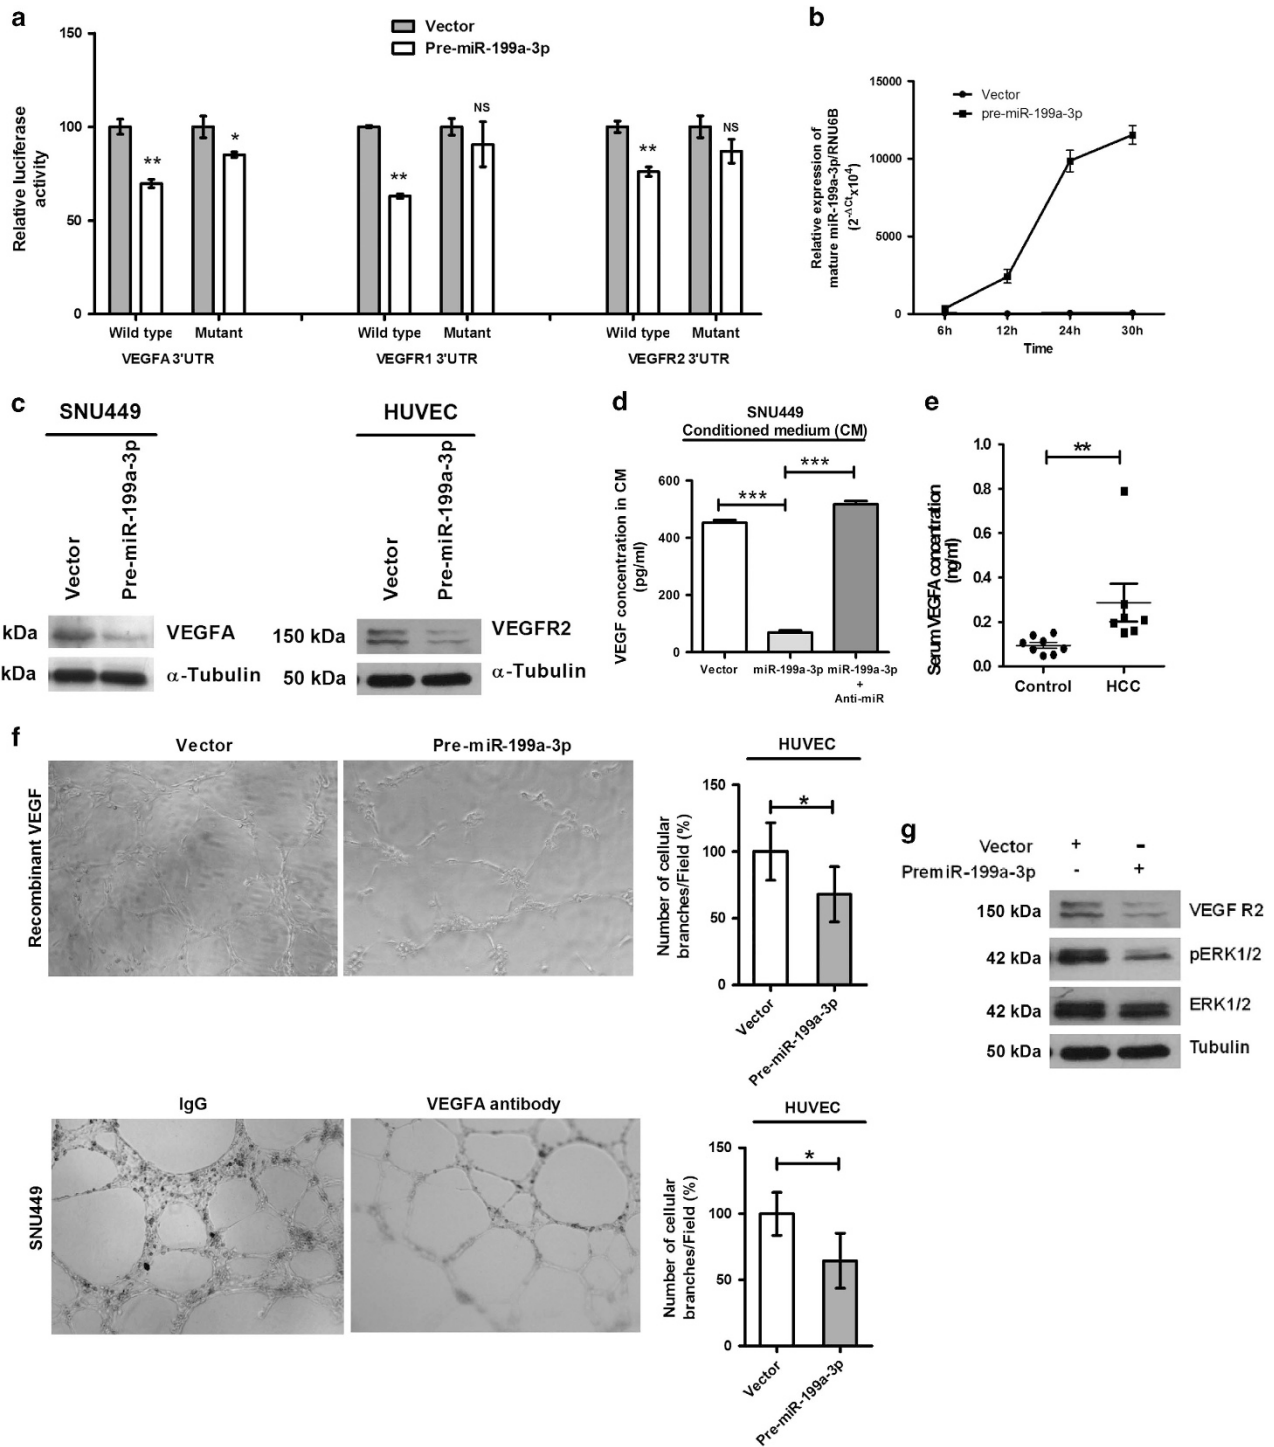 a
Vector
Pre-miR-199a-3p
150
100
50
0
Relative luciferase
activity
**
*
**
NS
**
NS
Wild type
Mutant
Wild type
Mutant
Wild type
Mutant
VEGFA 3'UTR
VEGFR1 3'UTR
VEGFR2 3'UTR
b
Vector
pre-miR-199a-3p
15000
10000
5000
0
Relative expression of
mature miR-199a-3p/RNU6B
(2-ΔCtx10⁴)
6h
12h
24h
30h
Time
c
SNU449
HUVEC
Vector
Pre-miR-199a-3p
Vector
Pre-miR-199a-3p
kDa
VEGFA
150 kDa
VEGFR2
kDa
α-Tubulin
50 kDa
α-Tubulin
d
SNU449
Conditioned medium (CM)
***
***
600
400
200
0
VEGF concentration in CM
(pg/ml)
Vector
miR-199a-3p
miR-199a-3p
+
Anti-miR
e
**
1.0
0.8
0.6
0.4
0.2
0.0
Serum VEGFA concentration
(ng/ml)
Control
HCC
f
Vector
Pre-miR-199a-3p
Recombinant VEGF
HUVEC
*
150
100
50
0
Number of cellular
branches/Field (%)
Vector
Pre-miR-199a-3p
g
Vector
+
-
PremiR-199a-3p
-
+
150 kDa
VEGF R2
42 kDa
pERK1/2
42 kDa
ERK1/2
50 kDa
Tubulin
IgG
VEGFA antibody
SNU449
HUVEC
*
150
100
50
0
Number of cellular
branches/Field (%)
Vector
Pre-miR-199a-3p